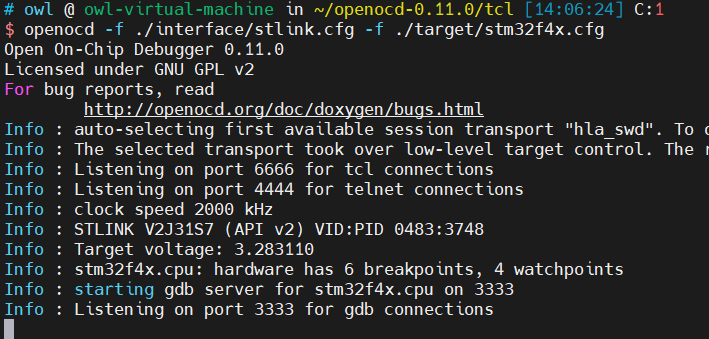 # owl @ owl-virtual-machine in ~/openocd-0.11.0/tcl [14:06:24] C:1
$ openocd -f ./interface/stlink.cfg -f ./target/stm32f4x.cfg
Open On-Chip Debugger 0.11.0
Licensed under GNU GPL v2
For bug reports, read
http://openocd.org/doc/doxygen/bugs.html
Info : auto-selecting first available session transport "hla_swd". To
Info : The selected transport took over low-level target control. The
Info : Listening on port 6666 for tcl connections
Info : Listening on port 4444 for telnet connections
Info : clock speed 2000 kHz
Info : STLINK V2J31S7 (API v2) VID:PID 0483:3748
Info : Target voltage: 3.283110
Info : stm32f4x.cpu: hardware has 6 breakpoints, 4 watchpoints
Info : starting gdb server for stm32f4x.cpu on 3333
Info : Listening on port 3333 for gdb connections